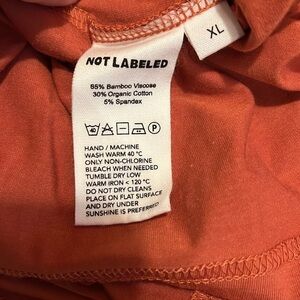 XL
NOT LABELED
65% Bamboo Viscose
30% Organic Cotton
5% Spandex
40 P
HAND / MACHINE
WASH WARM 40 °C
ONLY NON-CHLORINE
BLEACH WHEN NEEDED
TUMBLE DRY LOW
WARM IRON < 120 °C
DO NOT DRY CLEANS
PLACE ON FLAT SURFACE
AND DRY UNDER
SUNSHINE IS PREFERRED